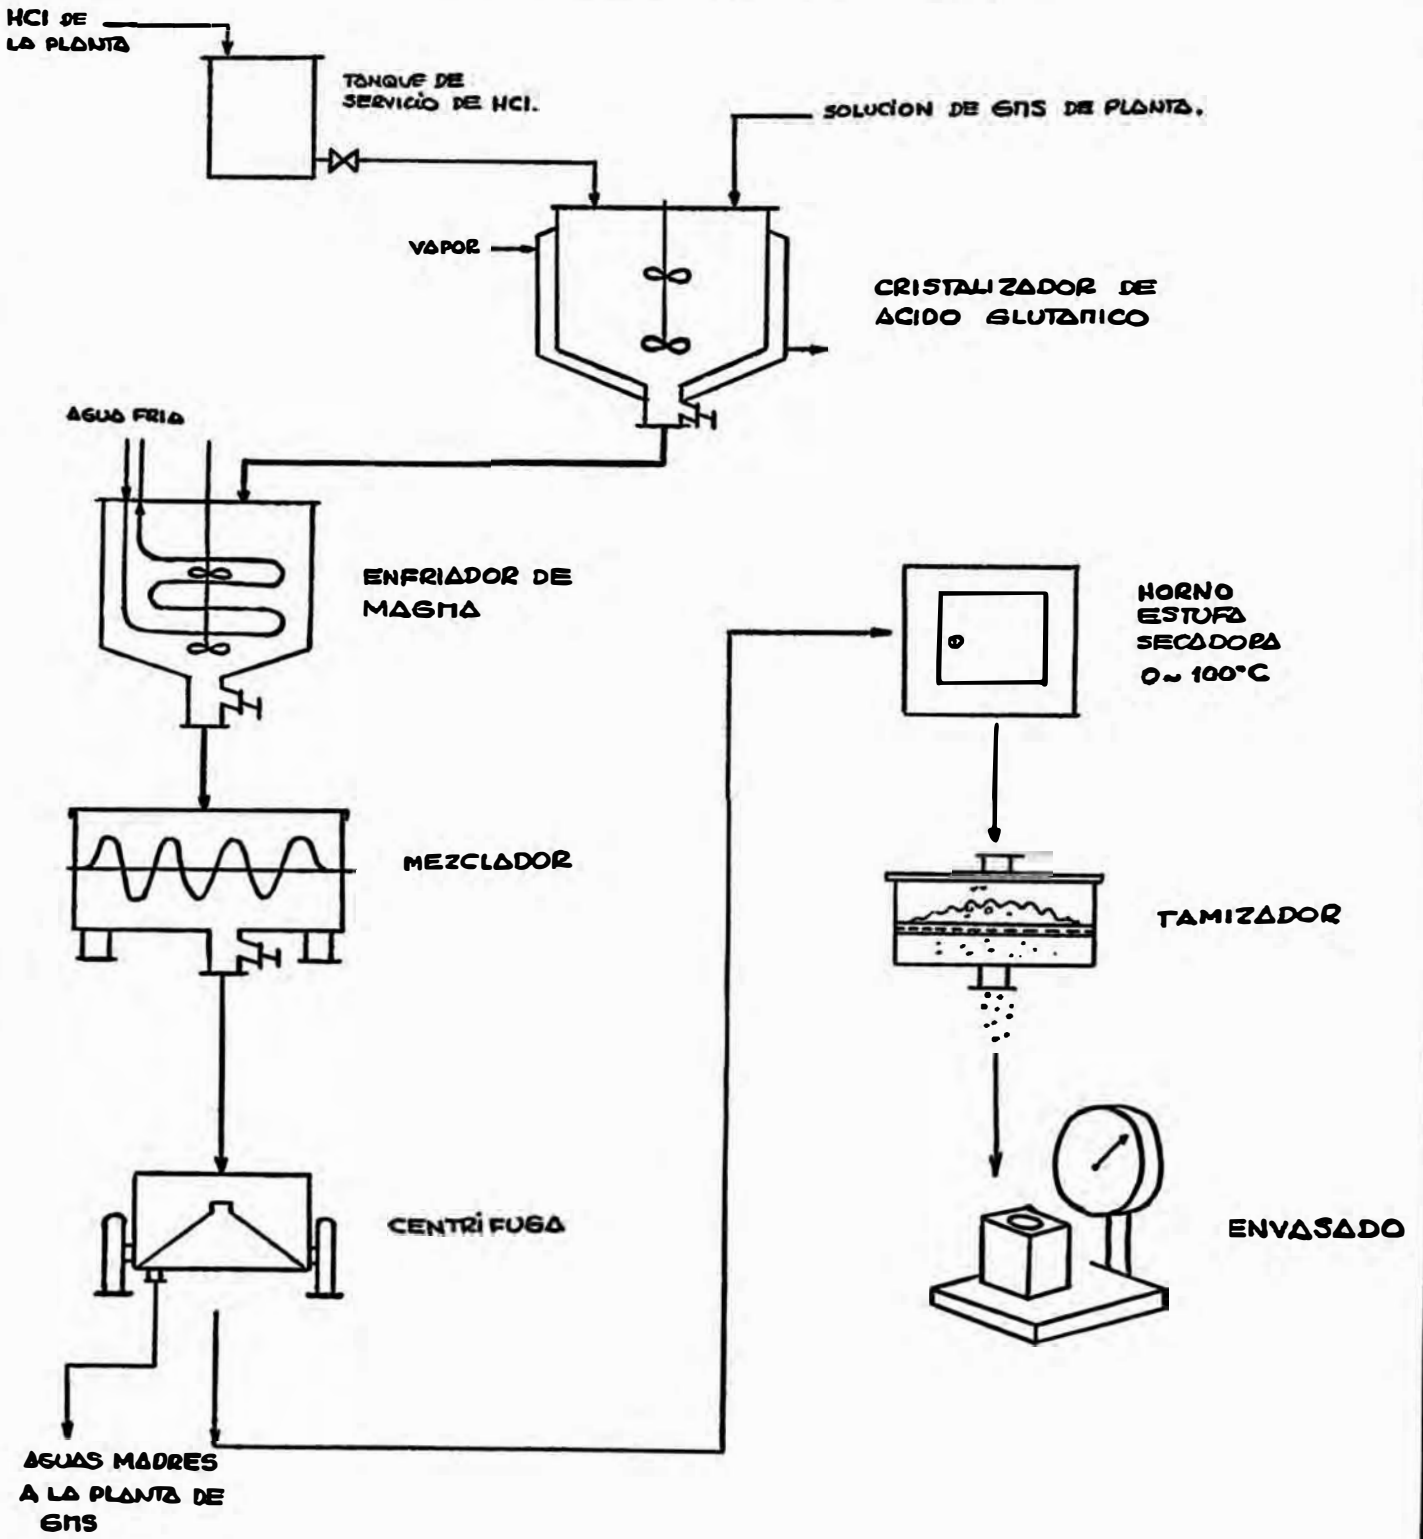 HCl DE
LA PLANTA
TANQUE DE
SERVICIO DE HCl.
SOLUCION DE GMS DE PLANTA.
VAPOR
CRISTALIZADOR DE
ACIDO GLUTAMICO
AGUA FRIA
ENFRIADOR DE
MAGMA
HORNO
ESTUFA
SECADORA
0~100°C
MEZCLADOR
TAMIZADOR
CENTRÍFUGA
ENVASADO
AGUAS MADRES
A LA PLANTA DE
GMS